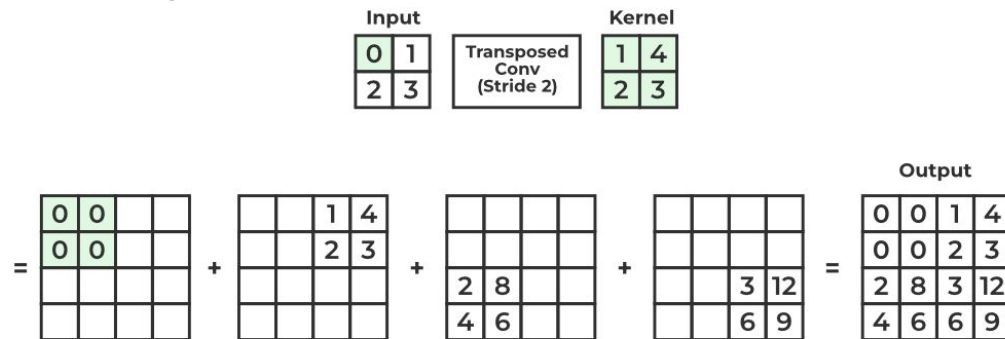 Input Kernel
0 1 Transposed Conv (Stride 2) 1 4
2 3 2 3
Output
0 0 1 4 0 0 1 4
0 0 2 3 0 0 2 3
= + + + =
2 8 3 12 2 8 3 12
4 6 6 9 4 6 6 9